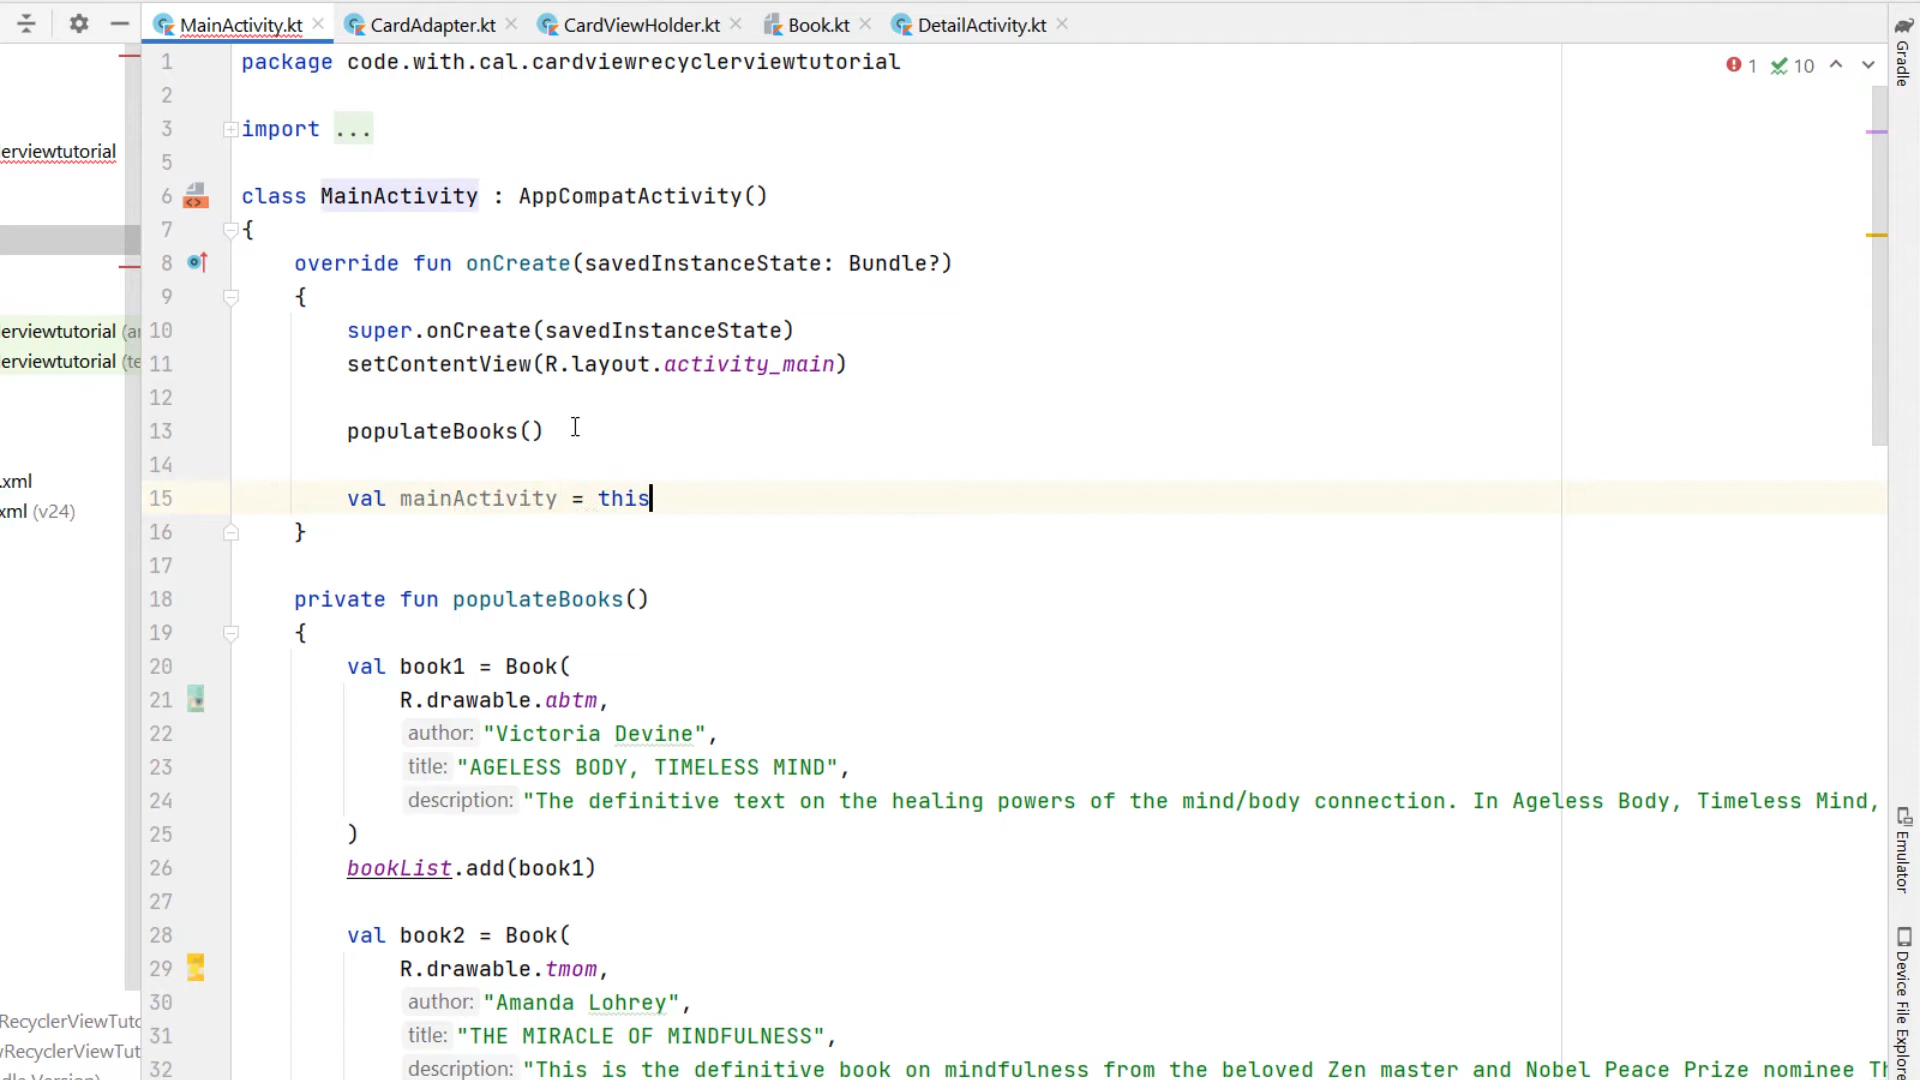 MainActivity.kt CardAdapter.kt CardViewHolder.kt Book.kt DetailActivity.kt
1 package code.with.cal.cardviewrecyclerviewtutorial
1 10
2
3 import ...
erviewtutorial
5
6 class MainActivity : AppCompatActivity()
7 {
8 override fun onCreate(savedInstanceState: Bundle?)
9 {
erviewtutorial (ar 10 super.onCreate(savedInstanceState)
erviewtutorial (te 11 setContentView(R.layout.activity_main)
12
13 populateBooks()
14
.xml
15 val mainActivity = this
xml (v24)
16 }
17
18 private fun populateBooks()
19 {
20 val book1 = Book(
21 R.drawable.abtm,
22 author: "Victoria Devine",
23 title: "AGELESS BODY, TIMELESS MIND",
24 description: "The definitive text on the healing powers of the mind/body connection. In Ageless Body, Timeless Mind,
25 )
26 bookList.add(book1)
27
28 val book2 = Book(
29 R.drawable.tmom,
30 author: "Amanda Lohrey",
RecyclerViewTuto
31 title: "THE MIRACLE OF MINDFULNESS",
RecyclerViewTut
32 description: "This is the definitive book on mindfulness from the beloved Zen master and Nobel Peace Prize nominee Th
Gradle
Emulator
Device File Explorer